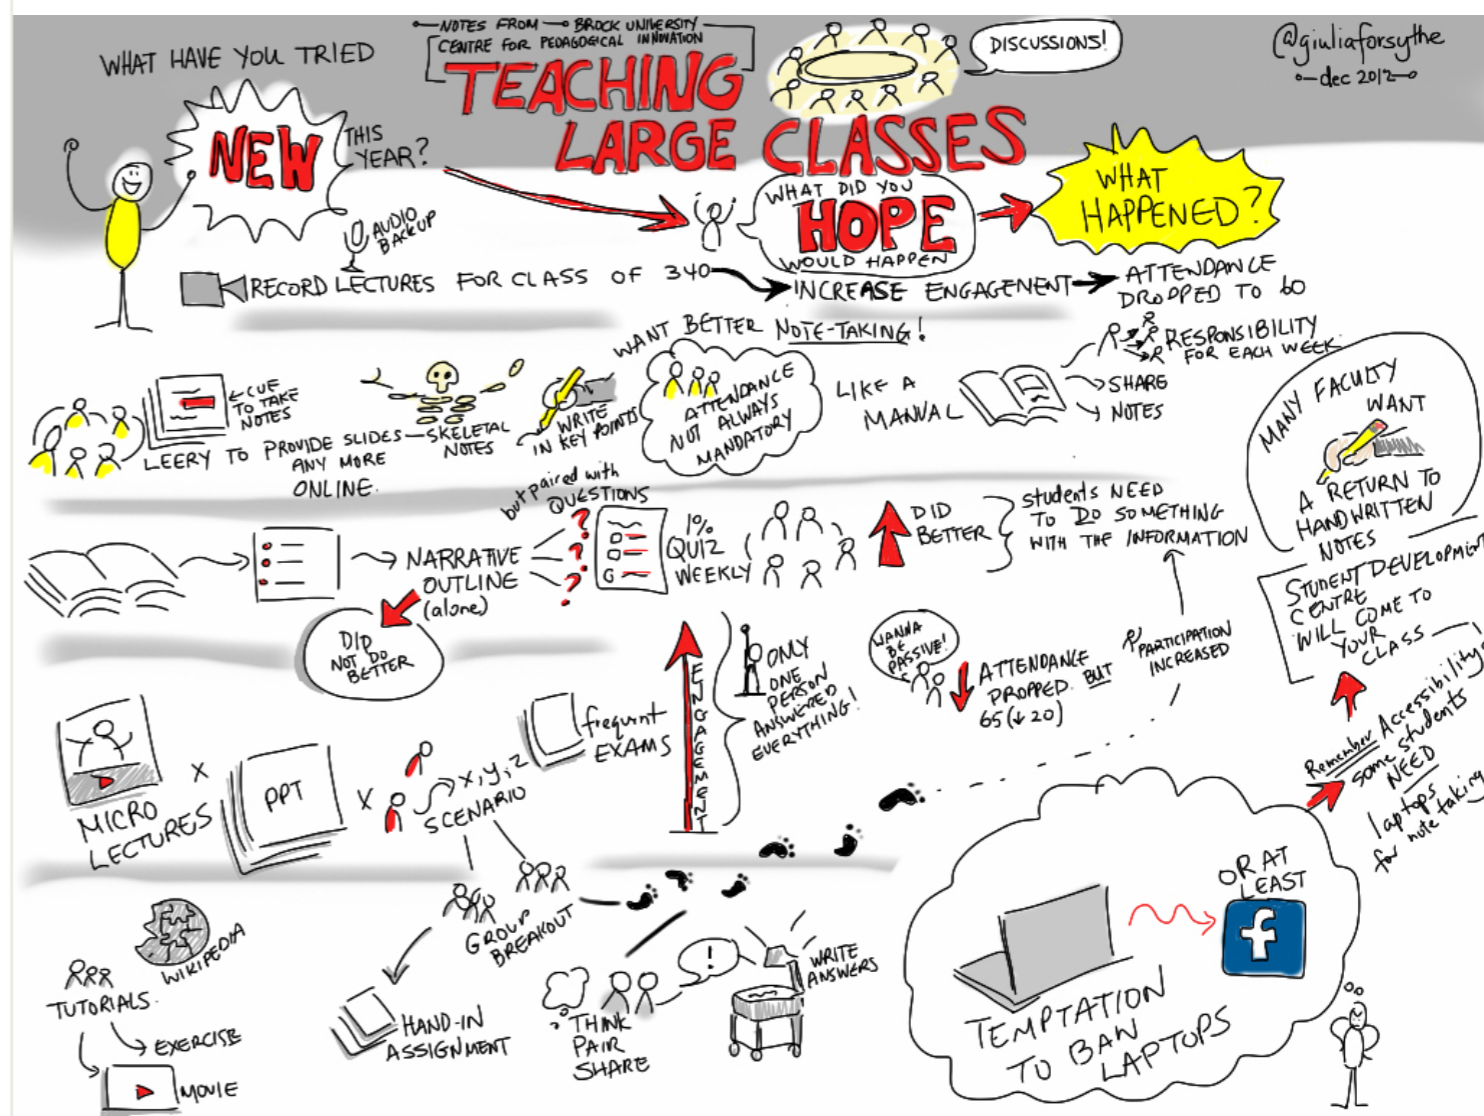 NOTES FROM BROCK UNIVERSITY
CENTRE FOR PEDAGOGICAL INNOVATION
TEACHING
LARGE CLASSES
DISCUSSIONS!
@giuliaforsythe
dec 2012
WHAT HAVE YOU TRIED
NEW
THIS
YEAR?
WHAT DID YOU
HOPE
WOULD HAPPEN
WHAT
HAPPENED?
AUDIO
BACKUP
RECORD LECTURES FOR CLASS OF 340
INCREASE ENGAGEMENT
ATTENDANCE
DROPPED TO 60
CUE
TO TAKE
NOTES
LEERY TO PROVIDE SLIDES
ANY MORE
ONLINE.
SKELETAL
NOTES
WRITE
IN KEY POINTS
WANT BETTER NOTE-TAKING!
ATTENDANCE
NOT ALWAYS
MANDATORY
LIKE A
MANUAL
RESPONSIBILITY
FOR EACH WEEK
SHARE
NOTES
MANY FACULTY
WANT
A RETURN TO
HANDWRITTEN
NOTES
NARRATIVE
OUTLINE
(alone)
DID
NOT DO
BETTER
but paired with
QUESTIONS
?
?
?
1%
QUIZ
WEEKLY
DID
BETTER
students NEED
TO DO SOMETHING
WITH THE INFORMATION
STUDENT DEVELOPMENT
CENTRE
WILL COME TO
YOUR
CLASS
MICRO
LECTURES
x
PPT
x
x, y, z
SCENARIO
frequent
EXAMS
ENGAGEMENT
ONLY
ONE
PERSON
ANSWERED
EVERYTHING!
WANNA
BE
PASSIVE!
ATTENDANCE
DROPPED BUT
65 (↓ 20)
PARTICIPATION
INCREASED
Remember Accessibility!
some students
NEED
laptops
for note taking
GROUP
BREAKOUT
HAND-IN
ASSIGNMENT
THINK
PAIR
SHARE
!
WRITE
ANSWERS
WIKIPEDIA
TUTORIALS.
EXERCISE
MOVIE
OR AT
LEAST
f
TEMPTATION
TO BAN
LAPTOPS